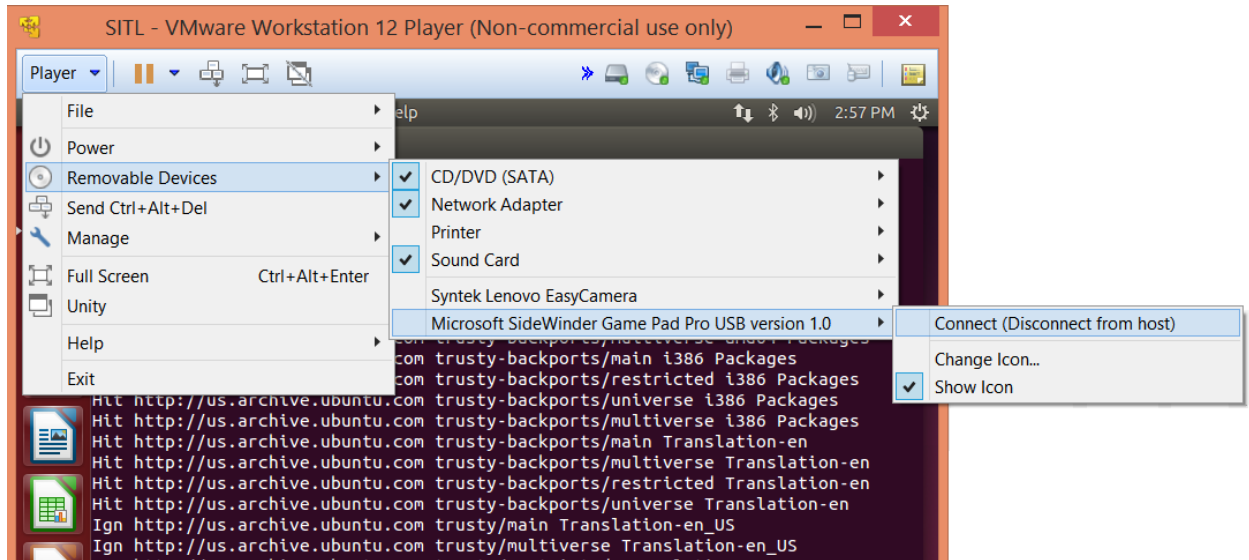 SITL - VMware Workstation 12 Player (Non-commercial use only)
Player
File
elp
2:57 PM
Power
Removable Devices
CD/DVD (SATA)
Send Ctrl+Alt+Del
Network Adapter
Manage
Printer
Sound Card
Full Screen Ctrl+Alt+Enter
Syntek Lenovo EasyCamera
Unity
Microsoft SideWinder Game Pad Pro USB version 1.0
Connect (Disconnect from host)
Help
Change Icon...
Show Icon
Exit
com trusty-backports/main i386 Packages
com trusty-backports/restricted i386 Packages
Hit http://us.archive.ubuntu.com trusty-backports/universe i386 Packages
Hit http://us.archive.ubuntu.com trusty-backports/multiverse i386 Packages
Hit http://us.archive.ubuntu.com trusty-backports/main Translation-en
Hit http://us.archive.ubuntu.com trusty-backports/multiverse Translation-en
Hit http://us.archive.ubuntu.com trusty-backports/restricted Translation-en
Hit http://us.archive.ubuntu.com trusty-backports/universe Translation-en
Ign http://us.archive.ubuntu.com trusty/main Translation-en_US
Ign http://us.archive.ubuntu.com trusty/multiverse Translation-en_US